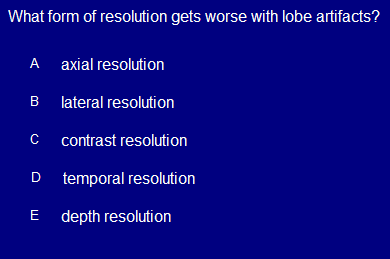 What form of resolution gets worse with lobe artifacts?
A axial resolution
B lateral resolution
C contrast resolution
D temporal resolution
E depth resolution